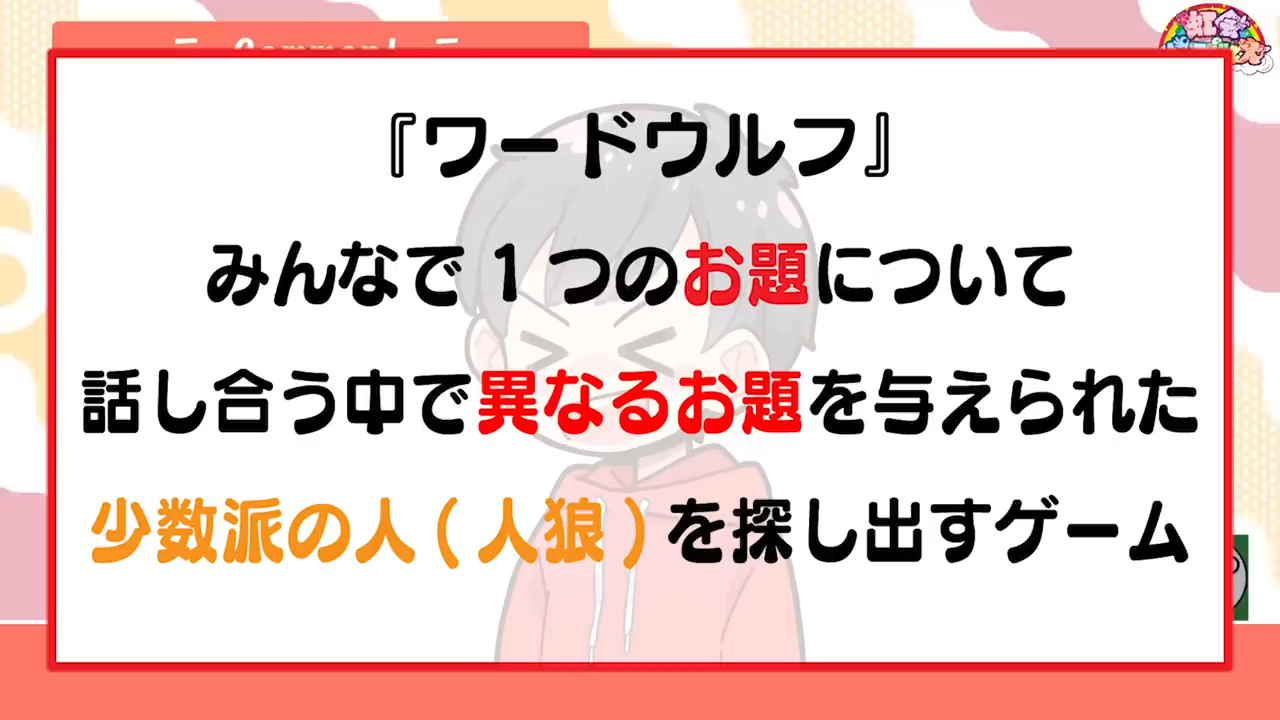 『ワードウルフ』
みんなで１つのお題について
話し合う中で異なるお題を与えられた
少数派の人(人狼)を探し出すゲーム